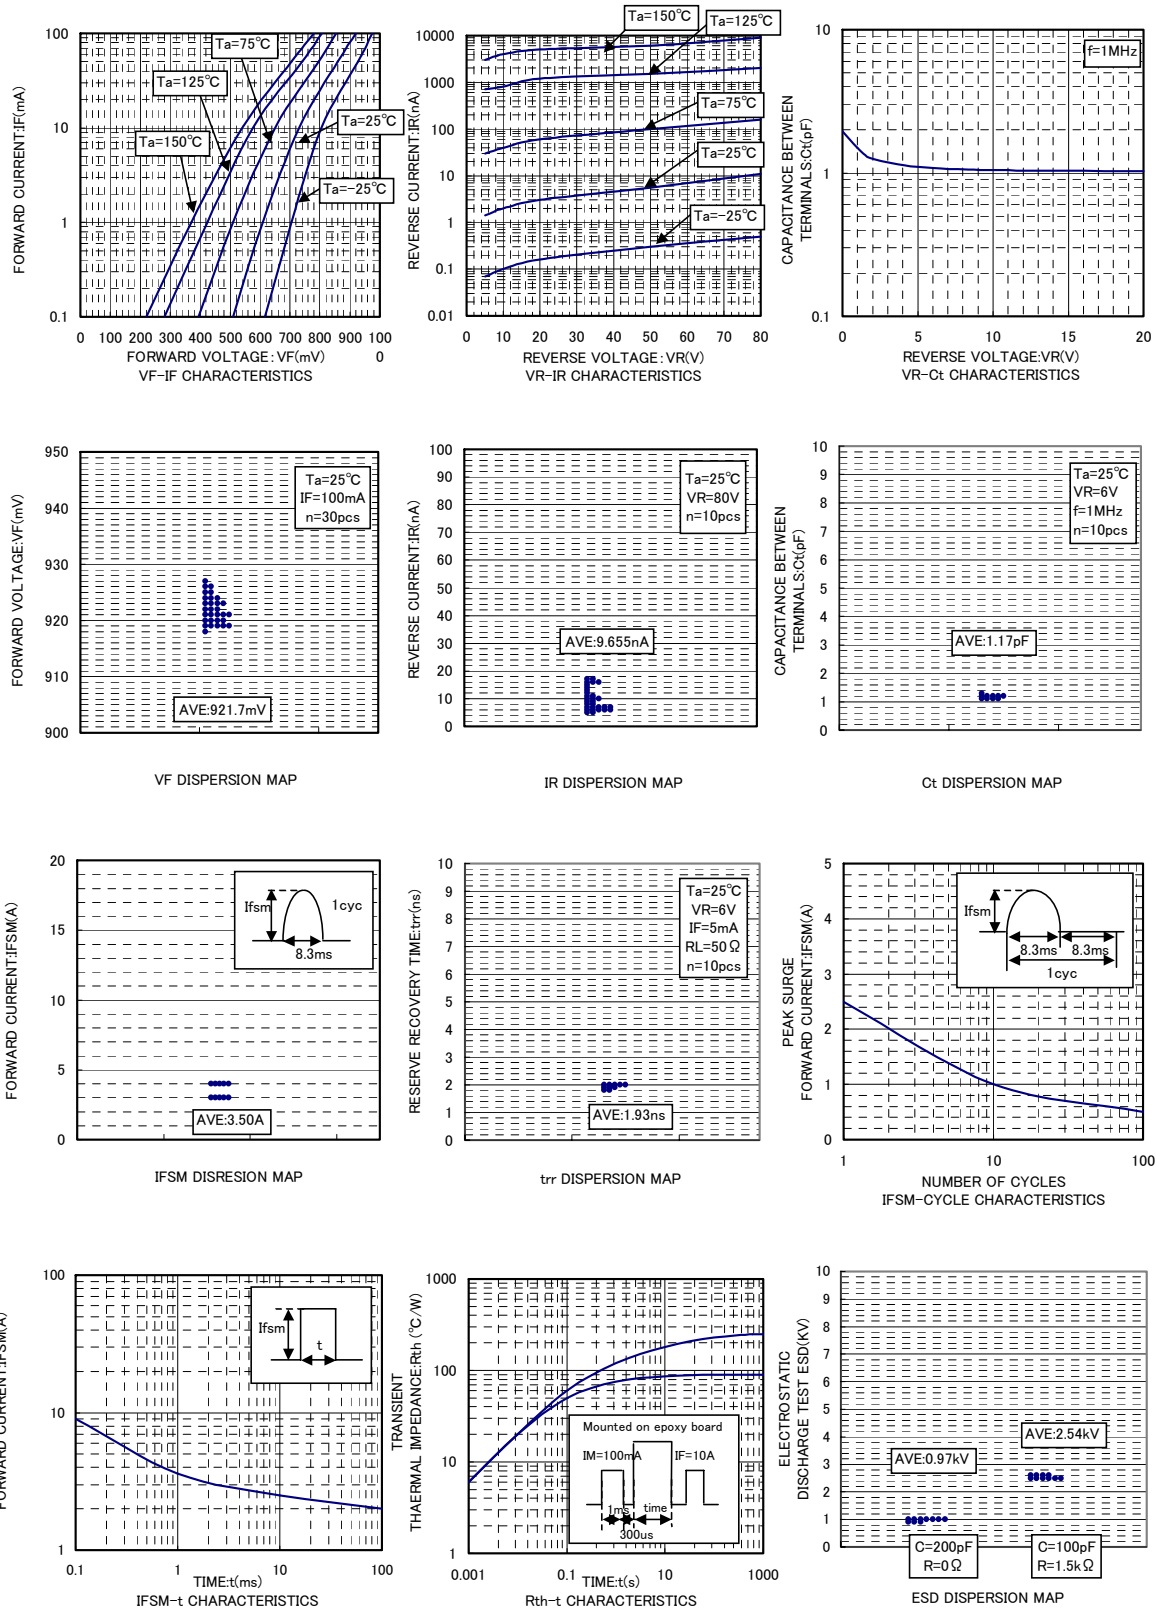 FORWARD CURRENT:IF(mA)
100
10
1
0.1
Ta=75℃
Ta=125℃
Ta=150℃
Ta=25℃
Ta=-25℃
0 100 200 300 400 500 600 700 800 900 100
0
FORWARD VOLTAGE:VF(mV)
VF-IF CHARACTERISTICS
REVERSE CURRENT:IR(nA)
10000
1000
100
10
1
0.1
0.01
Ta=150℃
Ta=125℃
Ta=75℃
Ta=25℃
Ta=-25℃
0 10 20 30 40 50 60 70 80
REVERSE VOLTAGE:VR(V)
VR-IR CHARACTERISTICS
CAPACITANCE BETWEEN
TERMINALS:Ct(pF)
10
1
0.1
f=1MHz
0 5 10 15 20
REVERSE VOLTAGE:VR(V)
VR-Ct CHARACTERISTICS
FORWARD VOLTAGE:VF(mV)
950
940
930
920
910
900
Ta=25℃
IF=100mA
n=30pcs
AVE:921.7mV
VF DISPERSION MAP
REVERSE CURRENT:IR(nA)
100
90
80
70
60
50
40
30
20
10
0
Ta=25℃
VR=80V
n=10pcs
AVE:9.655nA
IR DISPERSION MAP
CAPACITANCE BETWEEN
TERMINALS:Ct(pF)
10
9
8
7
6
5
4
3
2
1
0
Ta=25℃
VR=6V
f=1MHz
n=10pcs
AVE:1.17pF
Ct DISPERSION MAP
FORWARD CURRENT:IFSM(A)
20
15
10
5
0
Ifsm
1cyc
8.3ms
AVE:3.50A
IFSM DISRESION MAP
RESERVE RECOVERY TIME:trr(ns)
10
9
8
7
6
5
4
3
2
1
0
Ta=25℃
VR=6V
IF=5mA
RL=50Ω
n=10pcs
AVE:1.93ns
trr DISPERSION MAP
PEAK SURGE
FORWARD CURRENT:IFSM(A)
5
4
3
2
1
0
Ifsm
8.3ms 8.3ms
1cyc
1 10 100
NUMBER OF CYCLES
IFSM-CYCLE CHARACTERISTICS
FORWARD CURRENT:IFSM(A)
100
10
1
Ifsm
t
0.1 1 10 100
TIME:t(ms)
IFSM-t CHARACTERISTICS
TRANSIENT
THAERMAL IMPEDANCE:Rth (℃/W)
1000
100
10
1
Mounted on epoxy board
IM=100mA IF=10A
1ms time
300us
0.001 0.1 10 1000
TIME:t(s)
Rth-t CHARACTERISTICS
ELECTROSTATIC
DISCHARGE TEST ESD(KV)
10
9
8
7
6
5
4
3
2
1
0
AVE:2.54kV
AVE:0.97kV
C=200pF
R=0Ω
C=100pF
R=1.5kΩ
ESD DISPERSION MAP